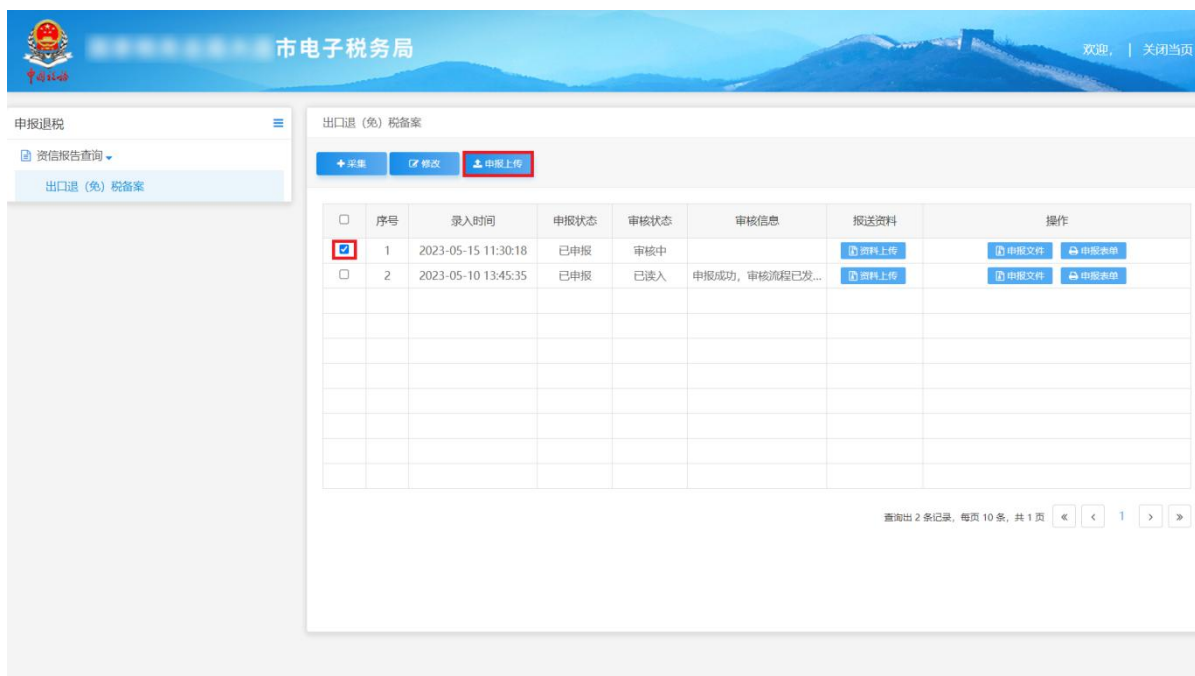 市电子税务局
中国税务
欢迎, | 关闭当页
申报退税
资信报告查询
出口退（免）税备案
出口退（免）税备案
采集 修改 申报上传
序号 录入时间 申报状态 审核状态 审核信息 报送资料 操作
1 2023-05-15 11:30:18 已申报 审核中 资料上传 申报文件 申报表单
2 2023-05-10 13:45:35 已申报 已读入 申报成功，审核流程已发... 资料上传 申报文件 申报表单
查询出 2 条记录, 每页 10 条, 共 1 页 « ‹ 1 › »